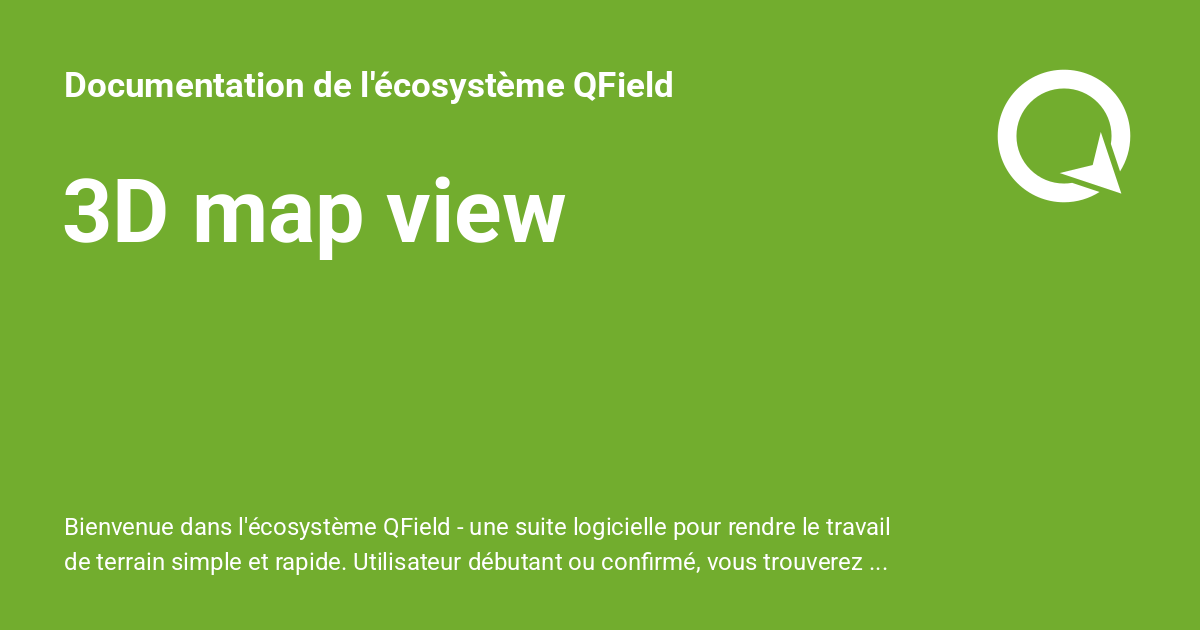 Documentation de l'écosystème QField
3D map view
Bienvenue dans l'écosystème QField - une suite logicielle pour rendre le travail
de terrain simple et rapide. Utilisateur débutant ou confirmé, vous trouverez ...